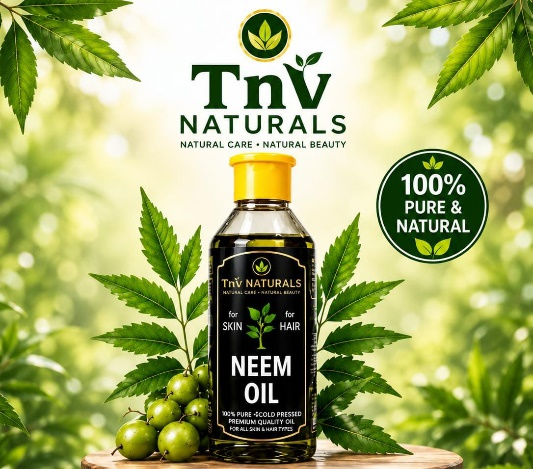 TnV
NATURALS
NATURAL CARE • NATURAL BEAUTY
100%
PURE &
NATURAL
TnV NATURALS
NATURAL CARE • NATURAL BEAUTY
for SKIN
for HAIR
NEEM
OIL
100% PURE • COLD PRESSED
PREMIUM QUALITY OIL
FOR ALL SKIN & HAIR TYPES